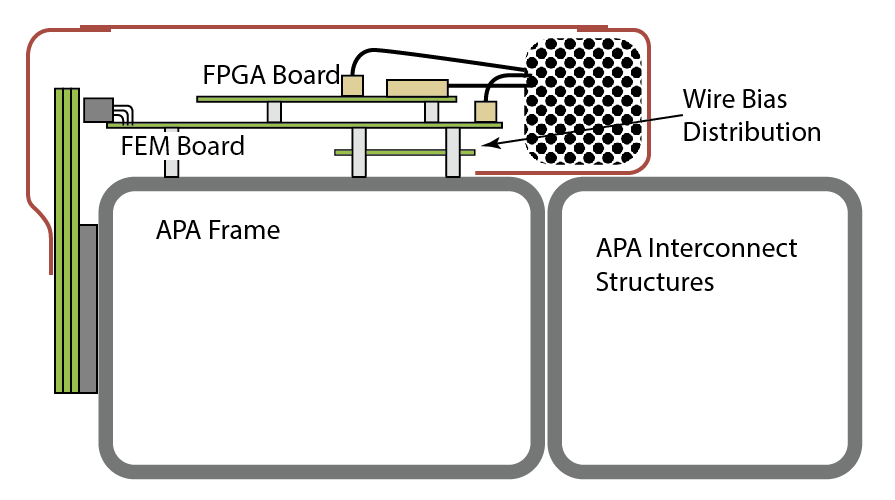 FPGA Board
Wire Bias
Distribution
FEM Board
APA Frame
APA Interconnect
Structures